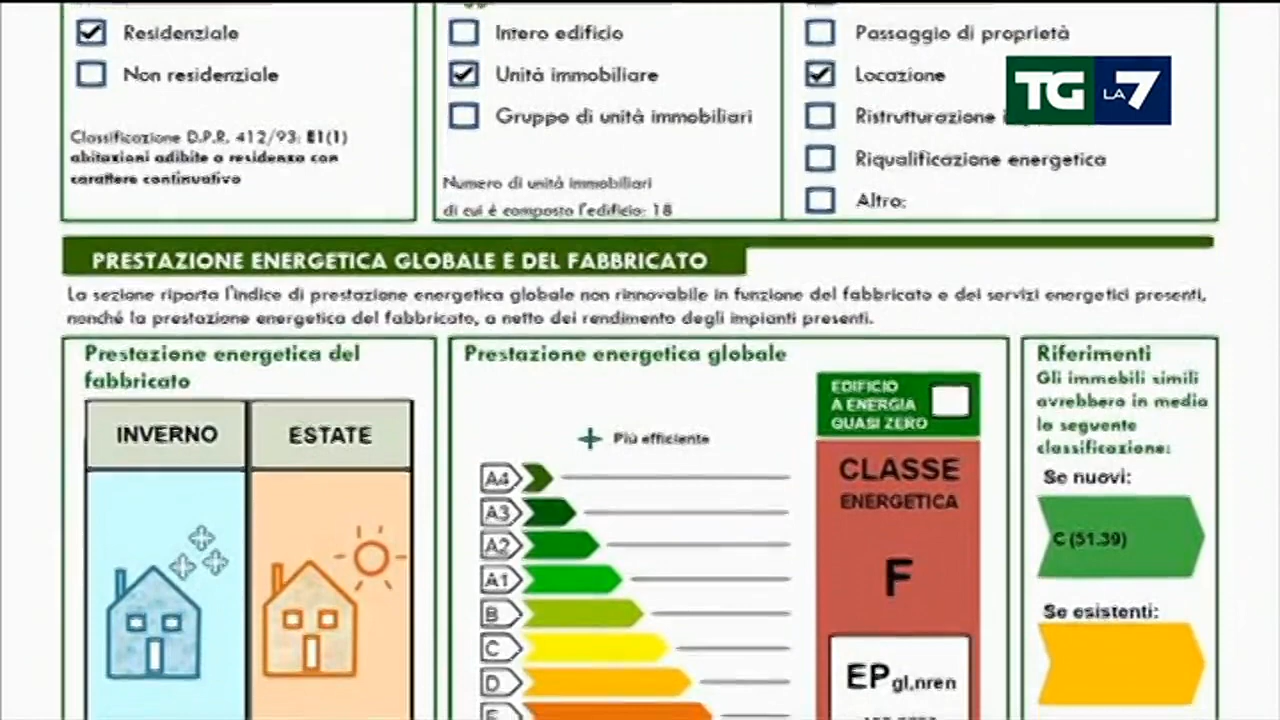 Residenziale
Non residenziale
Classificazione D.P.R. 412/93: E1(1)
abitazioni adibite a residenza con
carattere continuativo
Intero edificio
Unità immobiliare
Gruppo di unità immobiliari
Numero di unità immobiliari
di cui è composto l'edificio: 18
Passaggio di proprietà
Locazione
Ristrutturazione
Riqualificazione energetica
Altro:
TG LA7
PRESTAZIONE ENERGETICA GLOBALE E DEL FABBRICATO
La sezione riporta l'indice di prestazione energetica globale non rinnovabile in funzione del fabbricato e dei servizi energetici presenti,
nonché la prestazione energetica del fabbricato, a netto dei rendimento degli impianti presenti.
Prestazione energetica del
fabbricato
INVERNO
ESTATE
Prestazione energetica globale
+ Più efficiente
A4
A3
A2
A1
B
C
D
E
EDIFICIO
A ENERGIA
QUASI ZERO
CLASSE
ENERGETICA
F
EP gl,nren
Riferimenti
Gli immobili simili
avrebbero in media
la seguente
classificazione:
Se nuovi:
C (51.39)
Se esistenti: